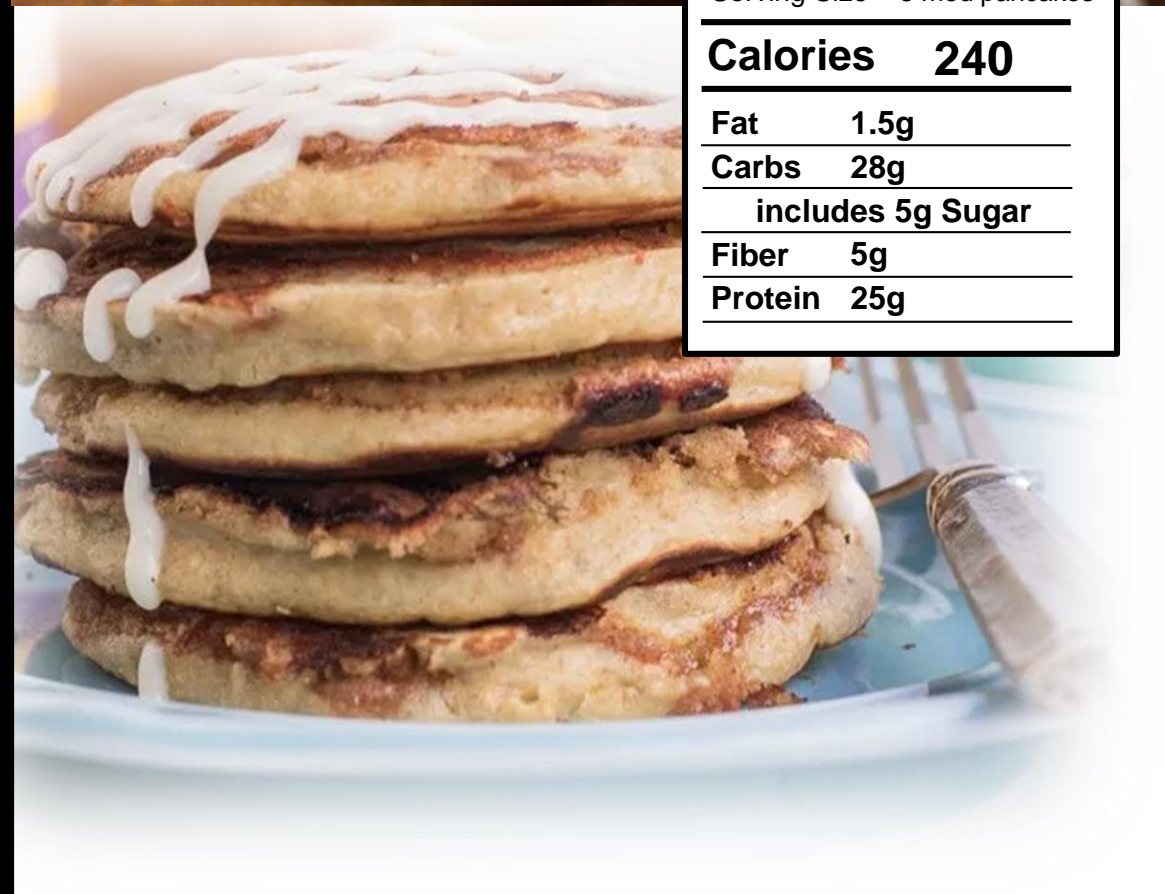 Calories 240
Fat 1.5g
Carbs 28g
includes 5g Sugar
Fiber 5g
Protein 25g